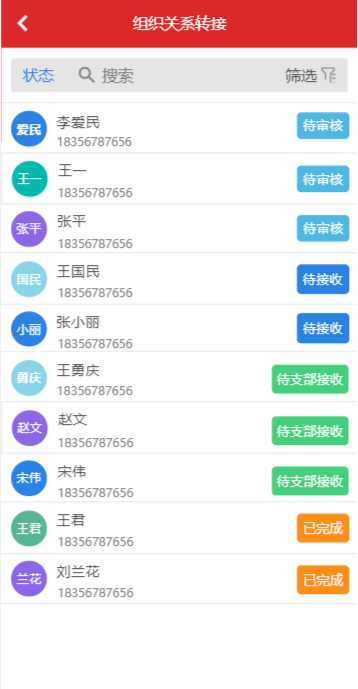 组织关系转接
状态 搜索 筛选
爱民 李爱民 待审核
18356787656
王一 王一 待审核
18356787656
张平 张平 待审核
18356787656
国民 王国民 待接收
18356787656
小丽 张小丽 待接收
18356787656
勇庆 王勇庆 待支部接收
18356787656
赵文 赵文 待支部接收
18356787656
宋伟 宋伟 待支部接收
18356787656
王君 王君 已完成
18356787656
兰花 刘兰花 已完成
18356787656